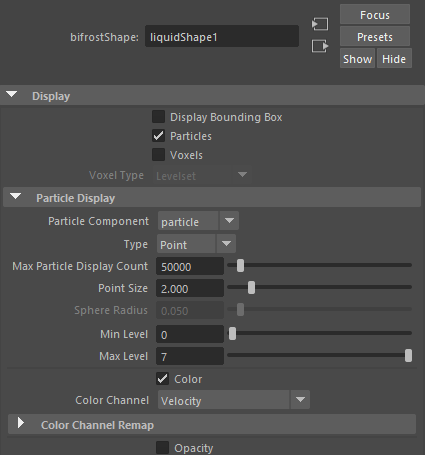 Focus
bifrostShape: liquidShape1
Presets
Show Hide
Display
Display Bounding Box
Particles
Voxels
Voxel Type Levelset
Particle Display
Particle Component particle
Type Point
Max Particle Display Count 50000
Point Size 2.000
Sphere Radius 0.050
Min Level 0
Max Level 7
Color
Color Channel Velocity
Color Channel Remap
Opacity